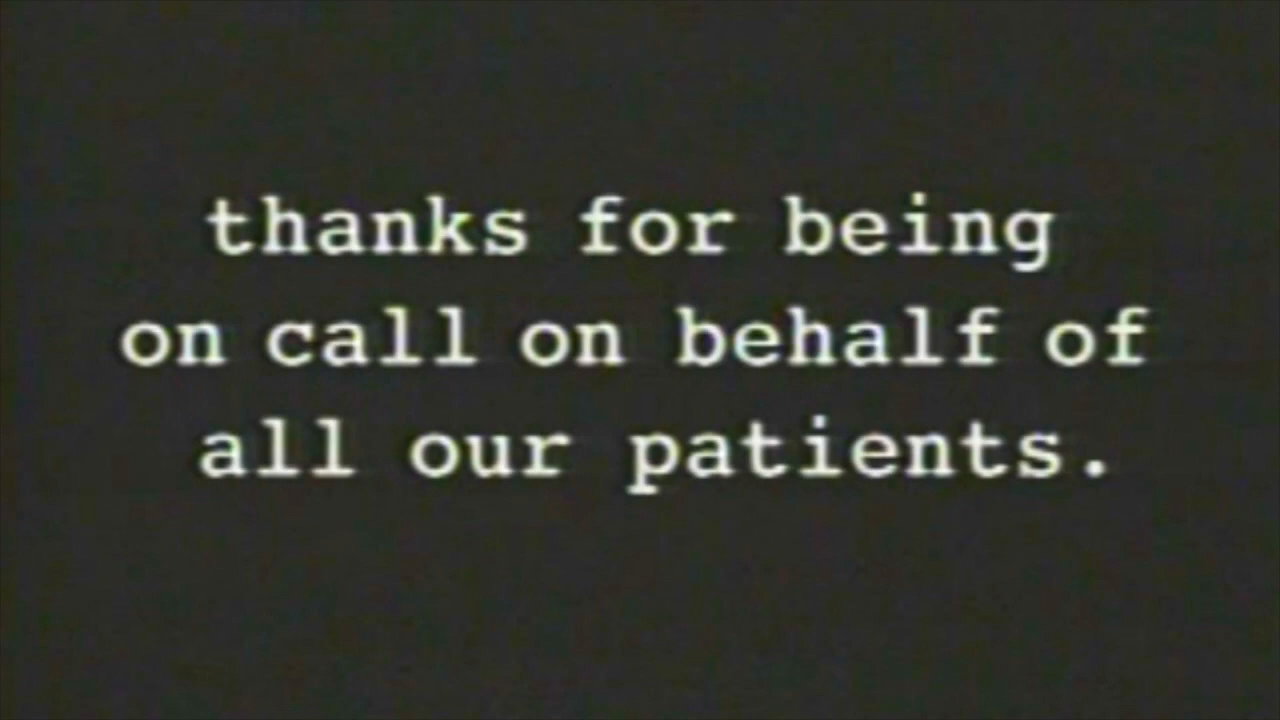 thanks for being
on call on behalf of
all our patients.